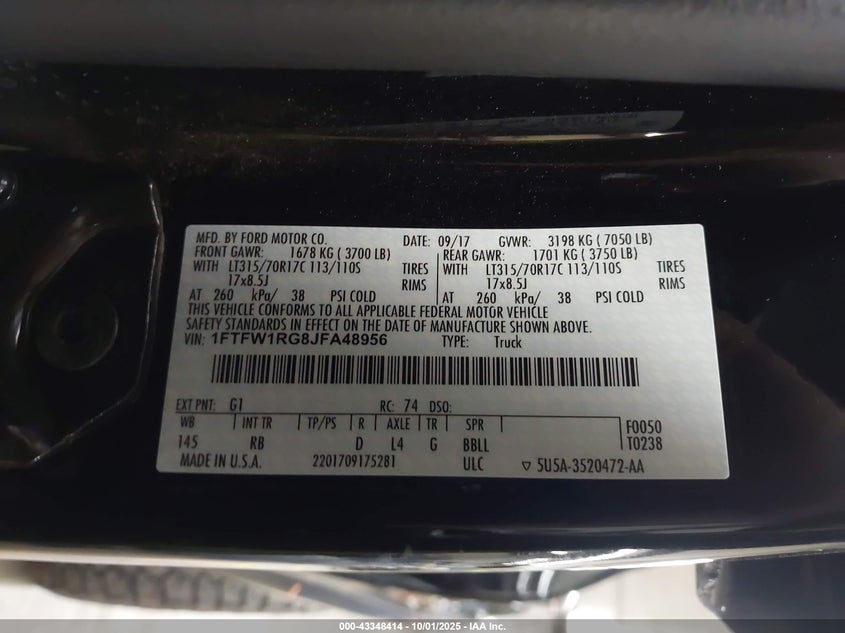 MFD. BY FORD MOTOR CO. DATE: 09/17 GVWR: 3198 KG ( 7050 LB)
FRONT GAWR: 1678 KG ( 3700 LB) REAR GAWR: 1701 KG ( 3750 LB)
WITH LT315/70R17C 113/110S TIRES WITH LT315/70R17C 113/110S TIRES
17x8.5J RIMS 17x8.5J RIMS
AT 260 kPa/ 38 PSI COLD AT 260 kPa/ 38 PSI COLD
THIS VEHICLE CONFORMS TO ALL APPLICABLE FEDERAL MOTOR VEHICLE
SAFETY STANDARDS IN EFFECT ON THE DATE OF MANUFACTURE SHOWN ABOVE.
VIN: 1FTFW1RG8JFA48956 TYPE: Truck
EXT PNT: G1 RC: 74 DSO:
WB INT TR TP/PS R AXLE TR SPR F0050
145 RB D L4 G BBLL T0238
MADE IN U.S.A. 2201709175281 ULC ▽ 5U5A-3520472-AA
000-43348414 - 10/01/2025 - IAA Inc.